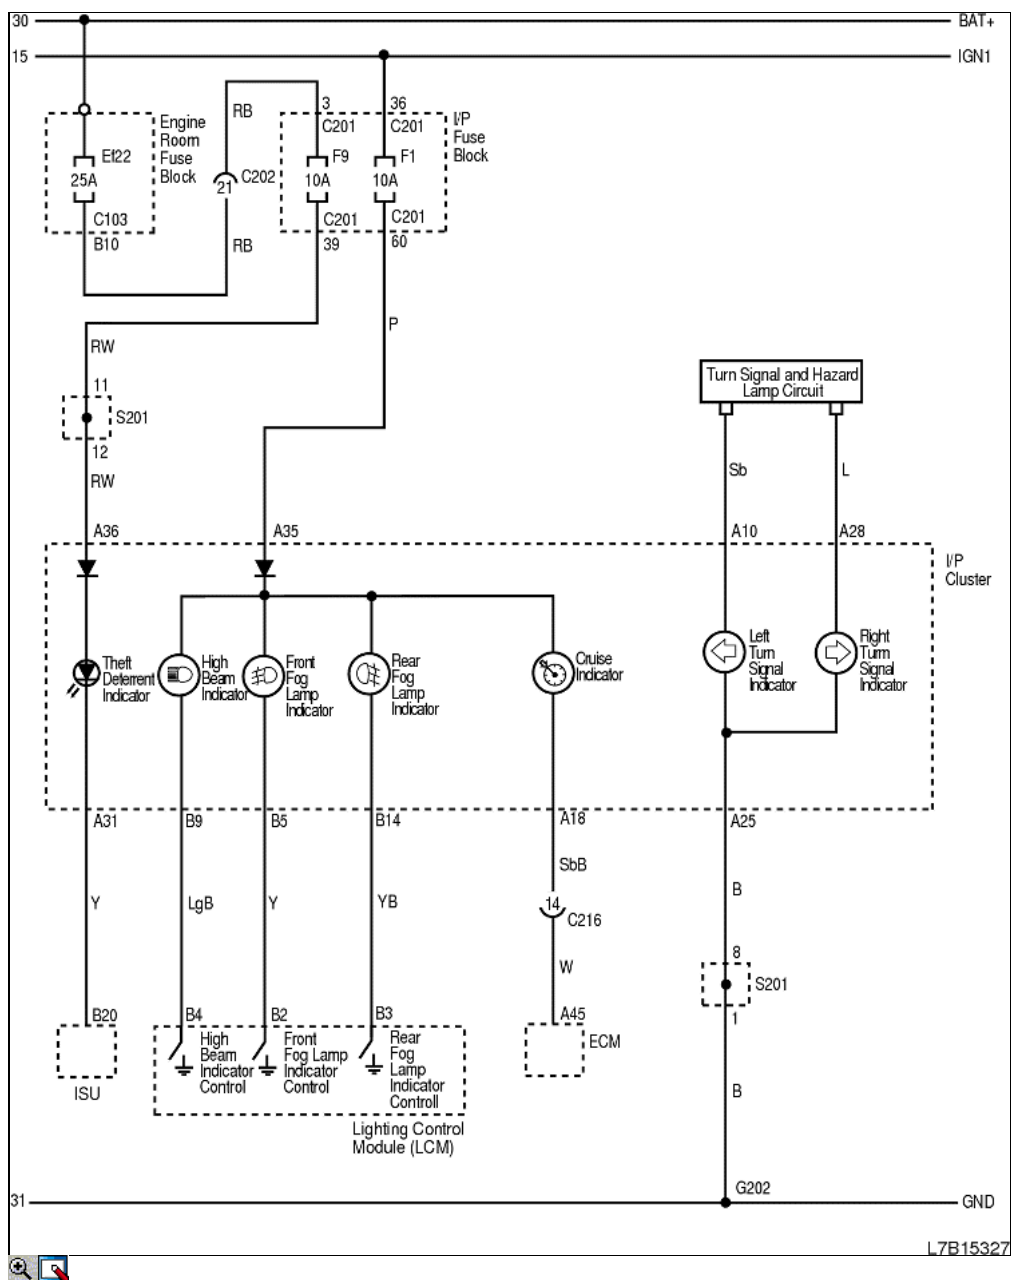 30
BAT+
15
IGN1
Engine
Room
Fuse
Block
Ef22
25A
C103
B10
RB
21
C202
RB
3
C201
36
C201
I/P
Fuse
Block
F9
10A
F1
10A
C201
39
C201
60
P
RW
11
S201
12
RW
Turn Signal and Hazard
Lamp Circuit
Sb
L
A36
A35
A10
A28
I/P
Cluster
Theft
Deterrent
Indicator
High
Beam
Indicator
Front
Fog
Lamp
Indicator
Rear
Fog
Lamp
Indicator
Cruise
Indicator
Left
Turn
Signal
Indicator
Right
Turn
Signal
Indicator
A31
B9
B5
B14
A18
A25
SbB
B
Y
LgB
Y
YB
14
C216
W
8
S201
1
B20
B4
B2
B3
A45
ISU
High
Beam
Indicator
Control
Front
Fog Lamp
Indicator
Control
Rear
Fog
Lamp
Indicator
Controll
ECM
B
Lighting Control
Module (LCM)
G202
31
GND
L7B15327